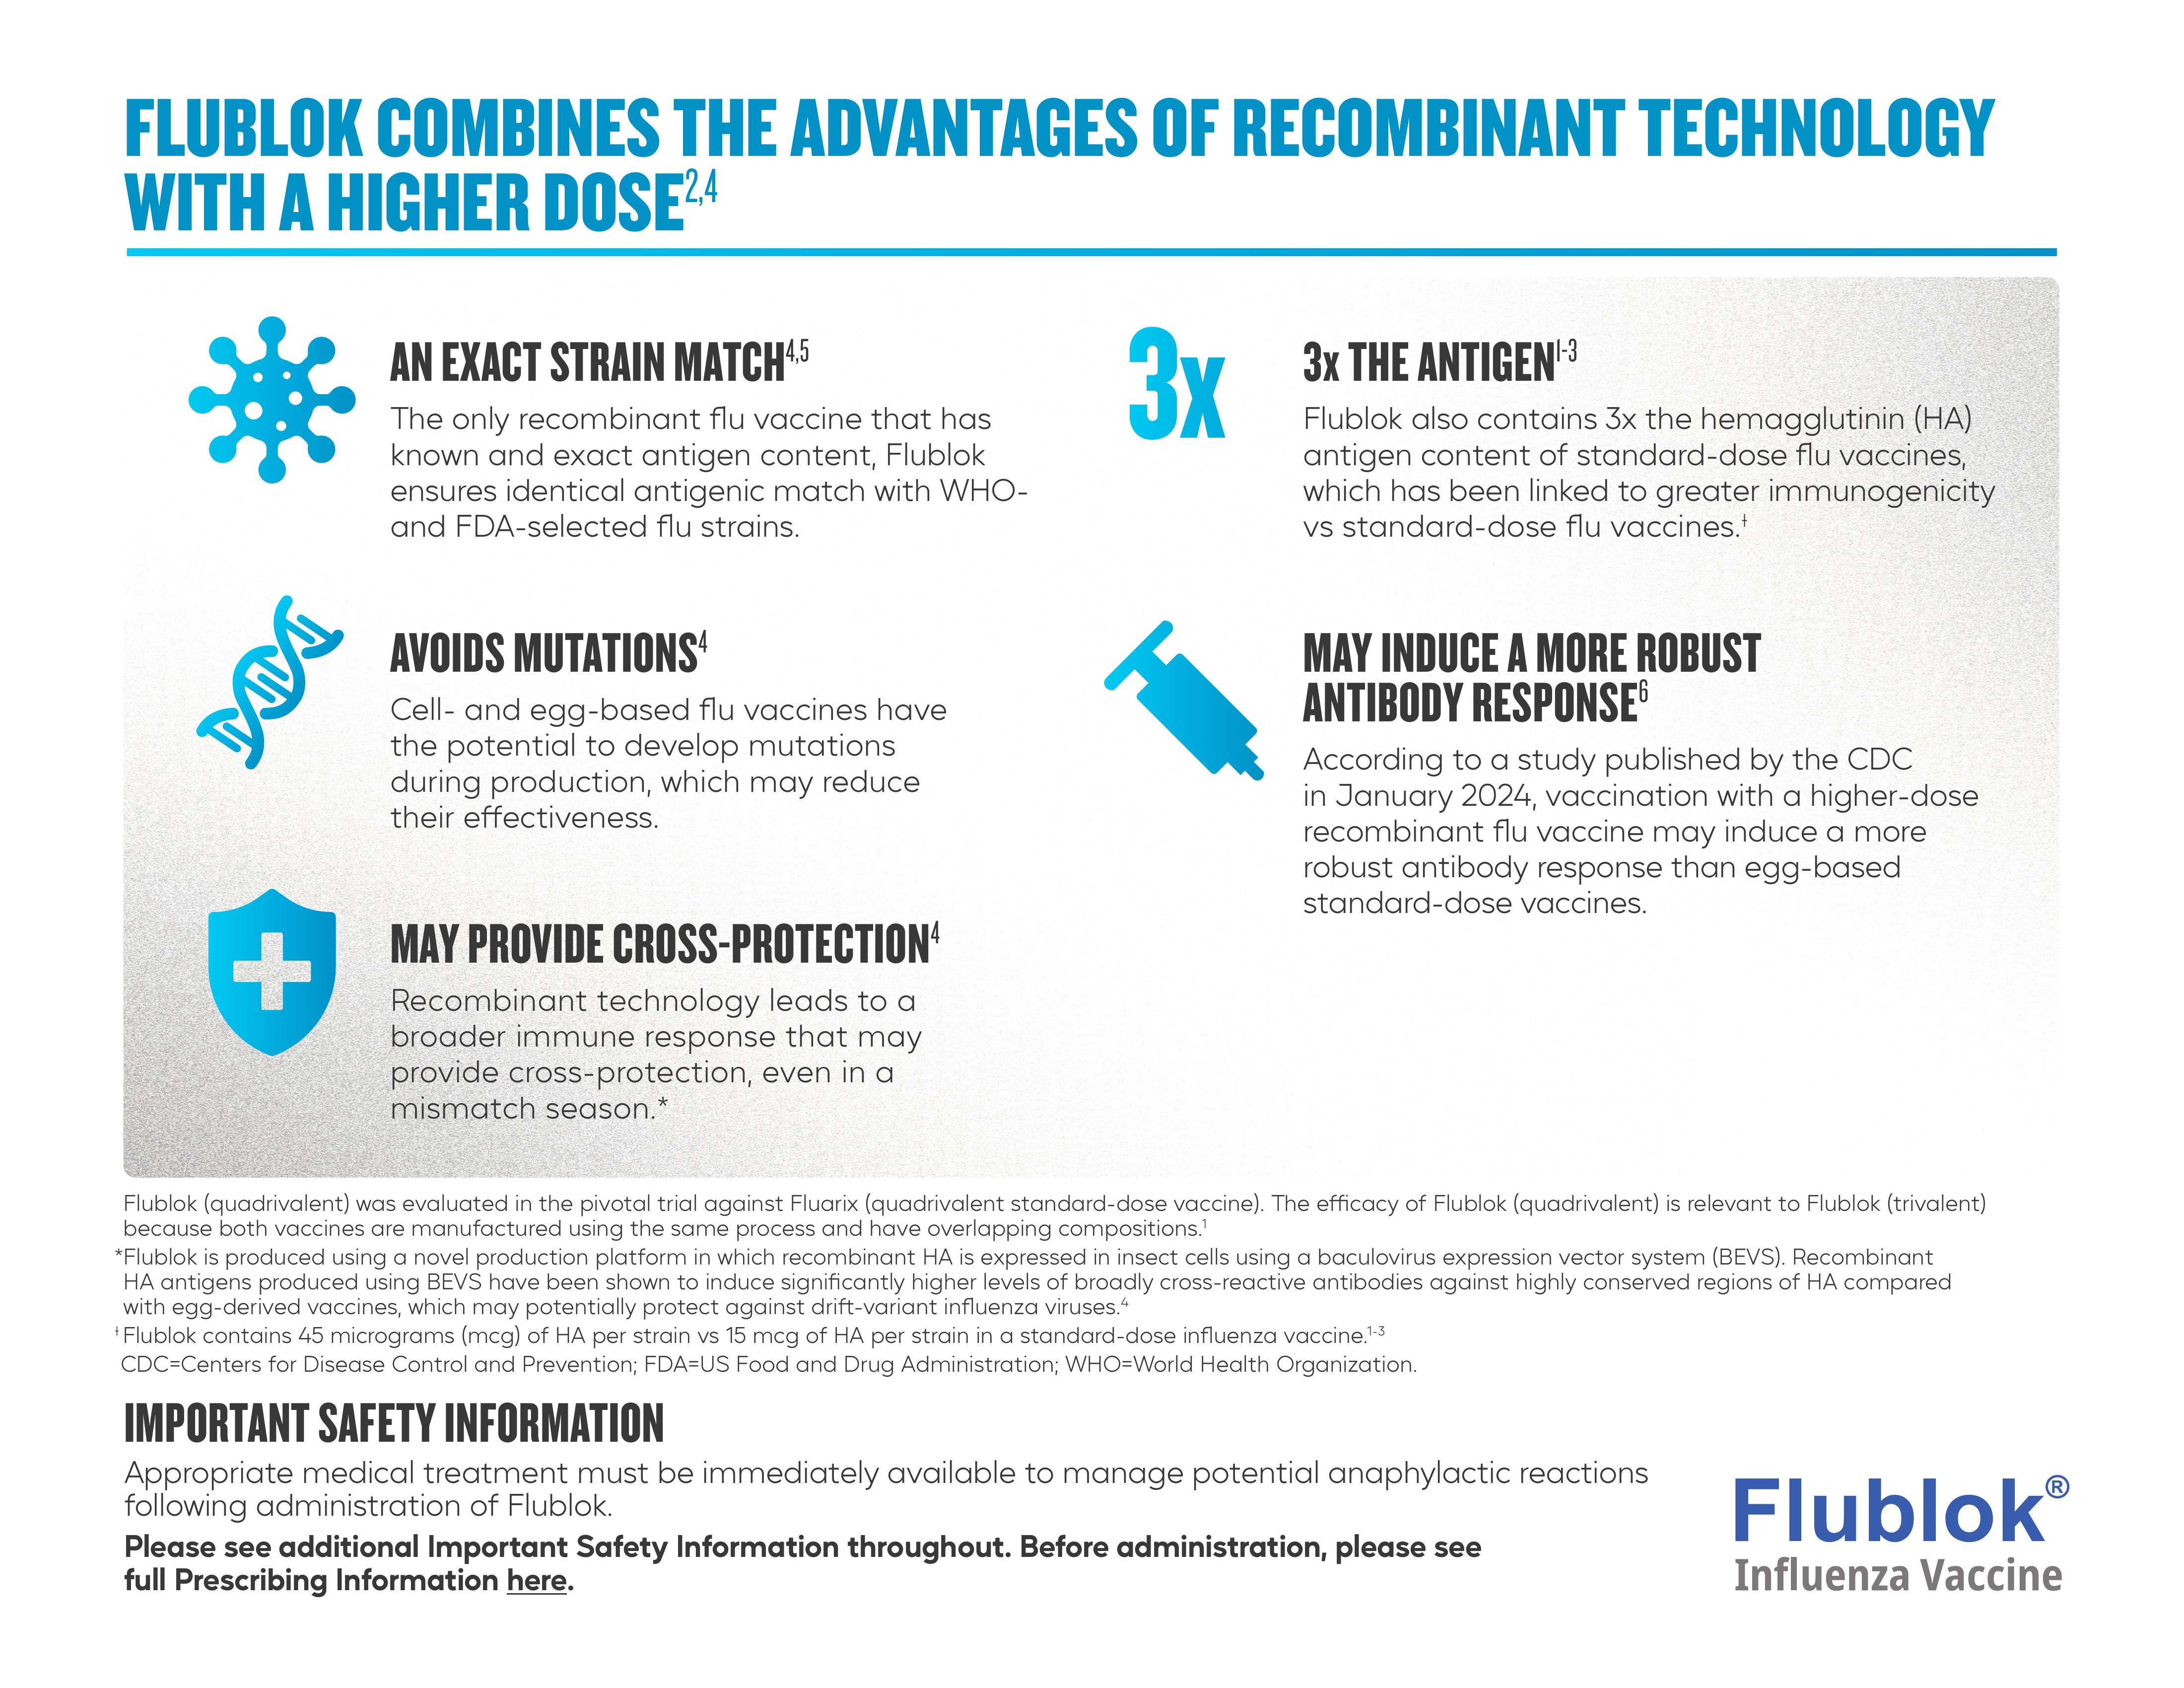 FLUBLOK COMBINES THE ADVANTAGES OF RECOMBINANT TECHNOLOGY
WITH A HIGHER DOSE2,4
AN EXACT STRAIN MATCH4,5
The only recombinant flu vaccine that has
known and exact antigen content, Flublok
ensures identical antigenic match with WHO-
and FDA-selected flu strains.
AVOIDS MUTATIONS4
Cell- and egg-based flu vaccines have
the potential to develop mutations
during production, which may reduce
their effectiveness.
MAY PROVIDE CROSS-PROTECTION4
Recombinant technology leads to a
broader immune response that may
provide cross-protection, even in a
mismatch season.*
3x
3x THE ANTIGEN1-3
Flublok also contains 3x the hemagglutinin (HA)
antigen content of standard-dose flu vaccines,
which has been linked to greater immunogenicity
vs standard-dose flu vaccines.†
MAY INDUCE A MORE ROBUST
ANTIBODY RESPONSE6
According to a study published by the CDC
in January 2024, vaccination with a higher-dose
recombinant flu vaccine may induce a more
robust antibody response than egg-based
standard-dose vaccines.
Flublok (quadrivalent) was evaluated in the pivotal trial against Fluarix (quadrivalent standard-dose vaccine). The efficacy of Flublok (quadrivalent) is relevant to Flublok (trivalent)
because both vaccines are manufactured using the same process and have overlapping compositions.1
*Flublok is produced using a novel production platform in which recombinant HA is expressed in insect cells using a baculovirus expression vector system (BEVS). Recombinant
HA antigens produced using BEVS have been shown to induce significantly higher levels of broadly cross-reactive antibodies against highly conserved regions of HA compared
with egg-derived vaccines, which may potentially protect against drift-variant influenza viruses.4
†Flublok contains 45 micrograms (mcg) of HA per strain vs 15 mcg of HA per strain in a standard-dose influenza vaccine.1-3
CDC=Centers for Disease Control and Prevention; FDA=US Food and Drug Administration; WHO=World Health Organization.
IMPORTANT SAFETY INFORMATION
Appropriate medical treatment must be immediately available to manage potential anaphylactic reactions
following administration of Flublok.
Please see additional Important Safety Information throughout. Before administration, please see
full Prescribing Information here.
Flublok®
Influenza Vaccine